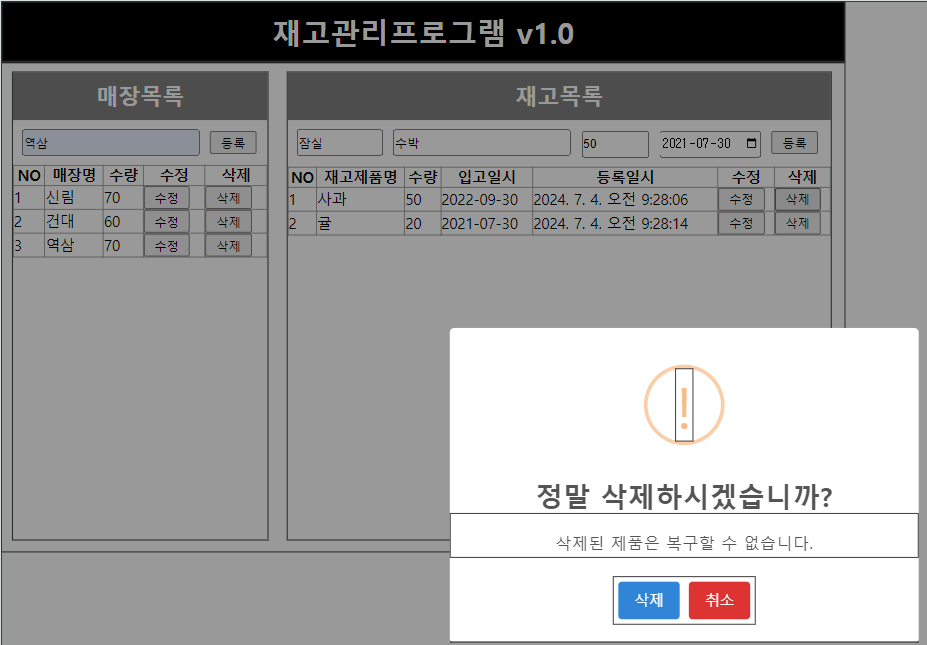 재고관리프로그램 v1.0
매장목록
역삼 등록
NO 매장명 수량 수정 삭제
1 신림 70 수정 삭제
2 건대 60 수정 삭제
3 역삼 70 수정 삭제
재고목록
잠실 수박 50 2021-07-30 등록
NO 재고제품명 수량 입고일시 등록일시 수정 삭제
1 사과 50 2022-09-30 2024. 7. 4. 오전 9:28:06 수정 삭제
2 귤 20 2021-07-30 2024. 7. 4. 오전 9:28:14 수정 삭제
!
정말 삭제하시겠습니까?
삭제된 제품은 복구할 수 없습니다.
삭제 취소